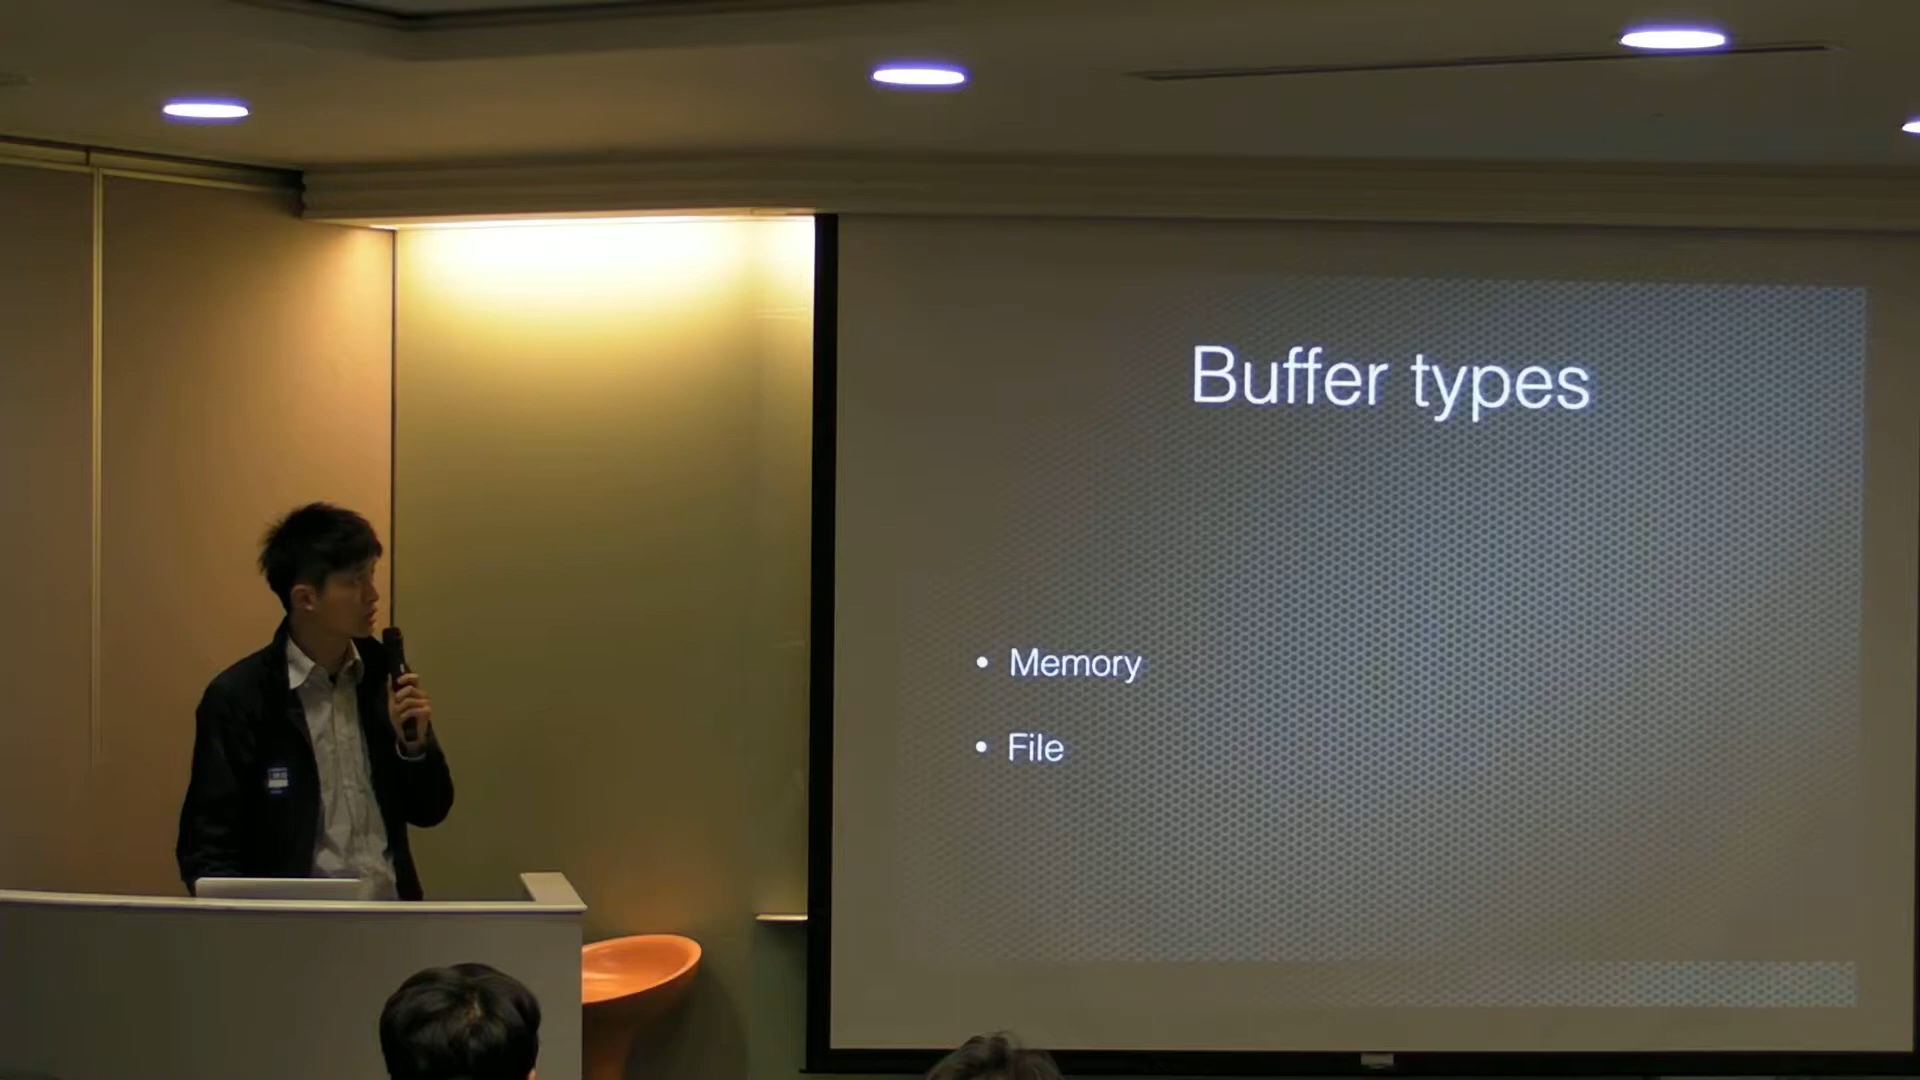 Buffer types
• Memory
• File